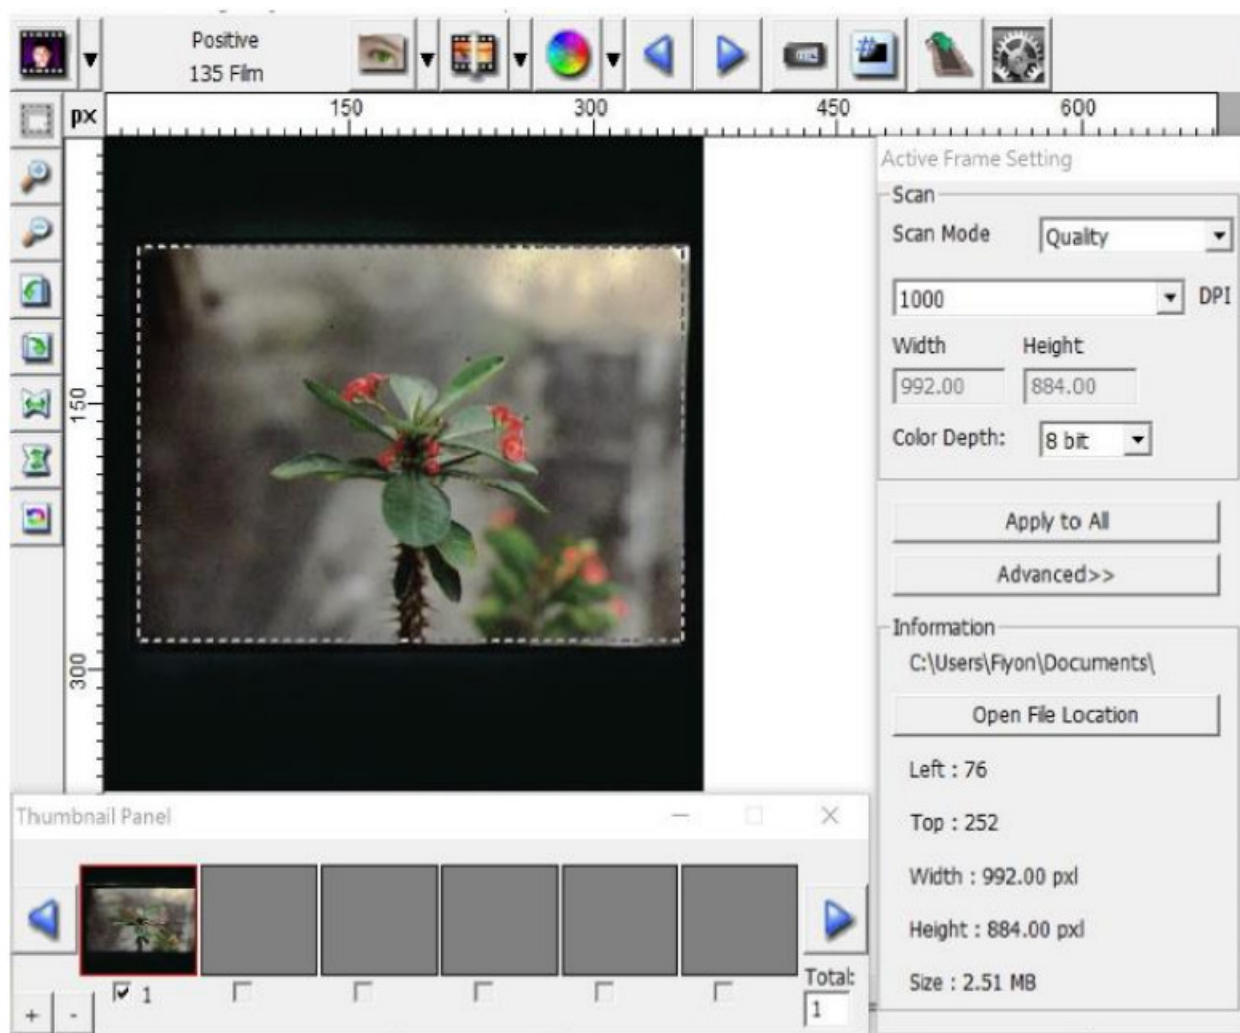 Positive
135 Film
px
150
300
450
600
150
300
Active Frame Setting
Scan
Scan Mode
Quality
1000
DPI
Width
Height
992.00
884.00
Color Depth:
8 bit
Apply to All
Advanced>>
Information
C:\Users\Fiyon\Documents\
Open File Location
Left : 76
Top : 252
Width : 992.00 pxl
Height : 884.00 pxl
Size : 2.51 MB
Thumbnail Panel
1
Total:
1
+ -